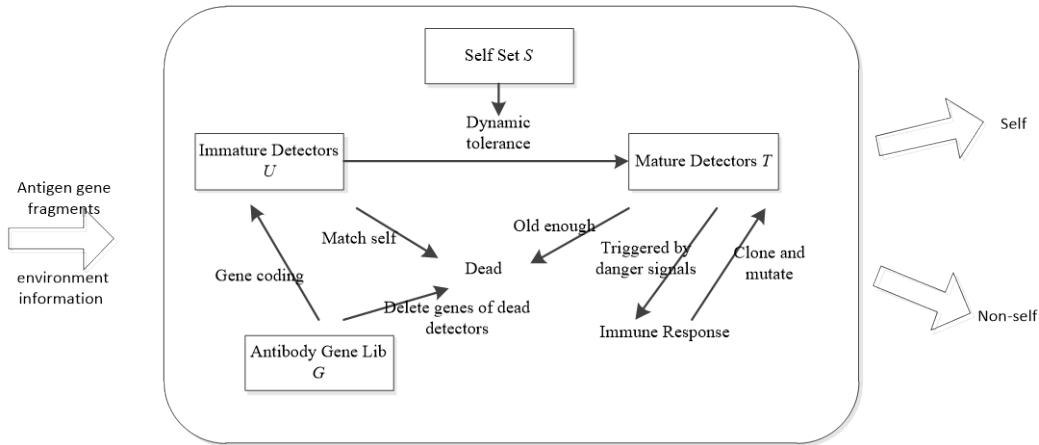 Self Set S
Dynamic
tolerance
Immature Detectors
U
Mature Detectors T
Self
Antigen gene
fragments
environment
information
Match self
Old enough
Triggered by
danger signals
Clone and
mutate
Dead
Gene coding
Delete genes of dead
detectors
Immune Response
Non-self
Antibody Gene Lib
G